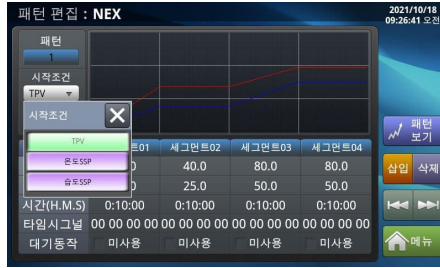 패턴 편집 : NEX
2021/10/18
09:26:41 오전
패턴
1
시작조건
TPV
시작조건
TPV
온도SSP
습도SSP
트01 세그먼트02 세그먼트03 세그먼트04
0 40.0 80.0 80.0
0 25.0 50.0 50.0
시간(H.M.S) 0:10:00 0:10:00 0:10:00 0:10:00
타임시그널 00 00 00 00 00 00 00 00 00 00 00 00 00 00 00 00
대기동작 미사용 미사용 미사용 미사용
패턴
보기
삽입 삭제
메뉴